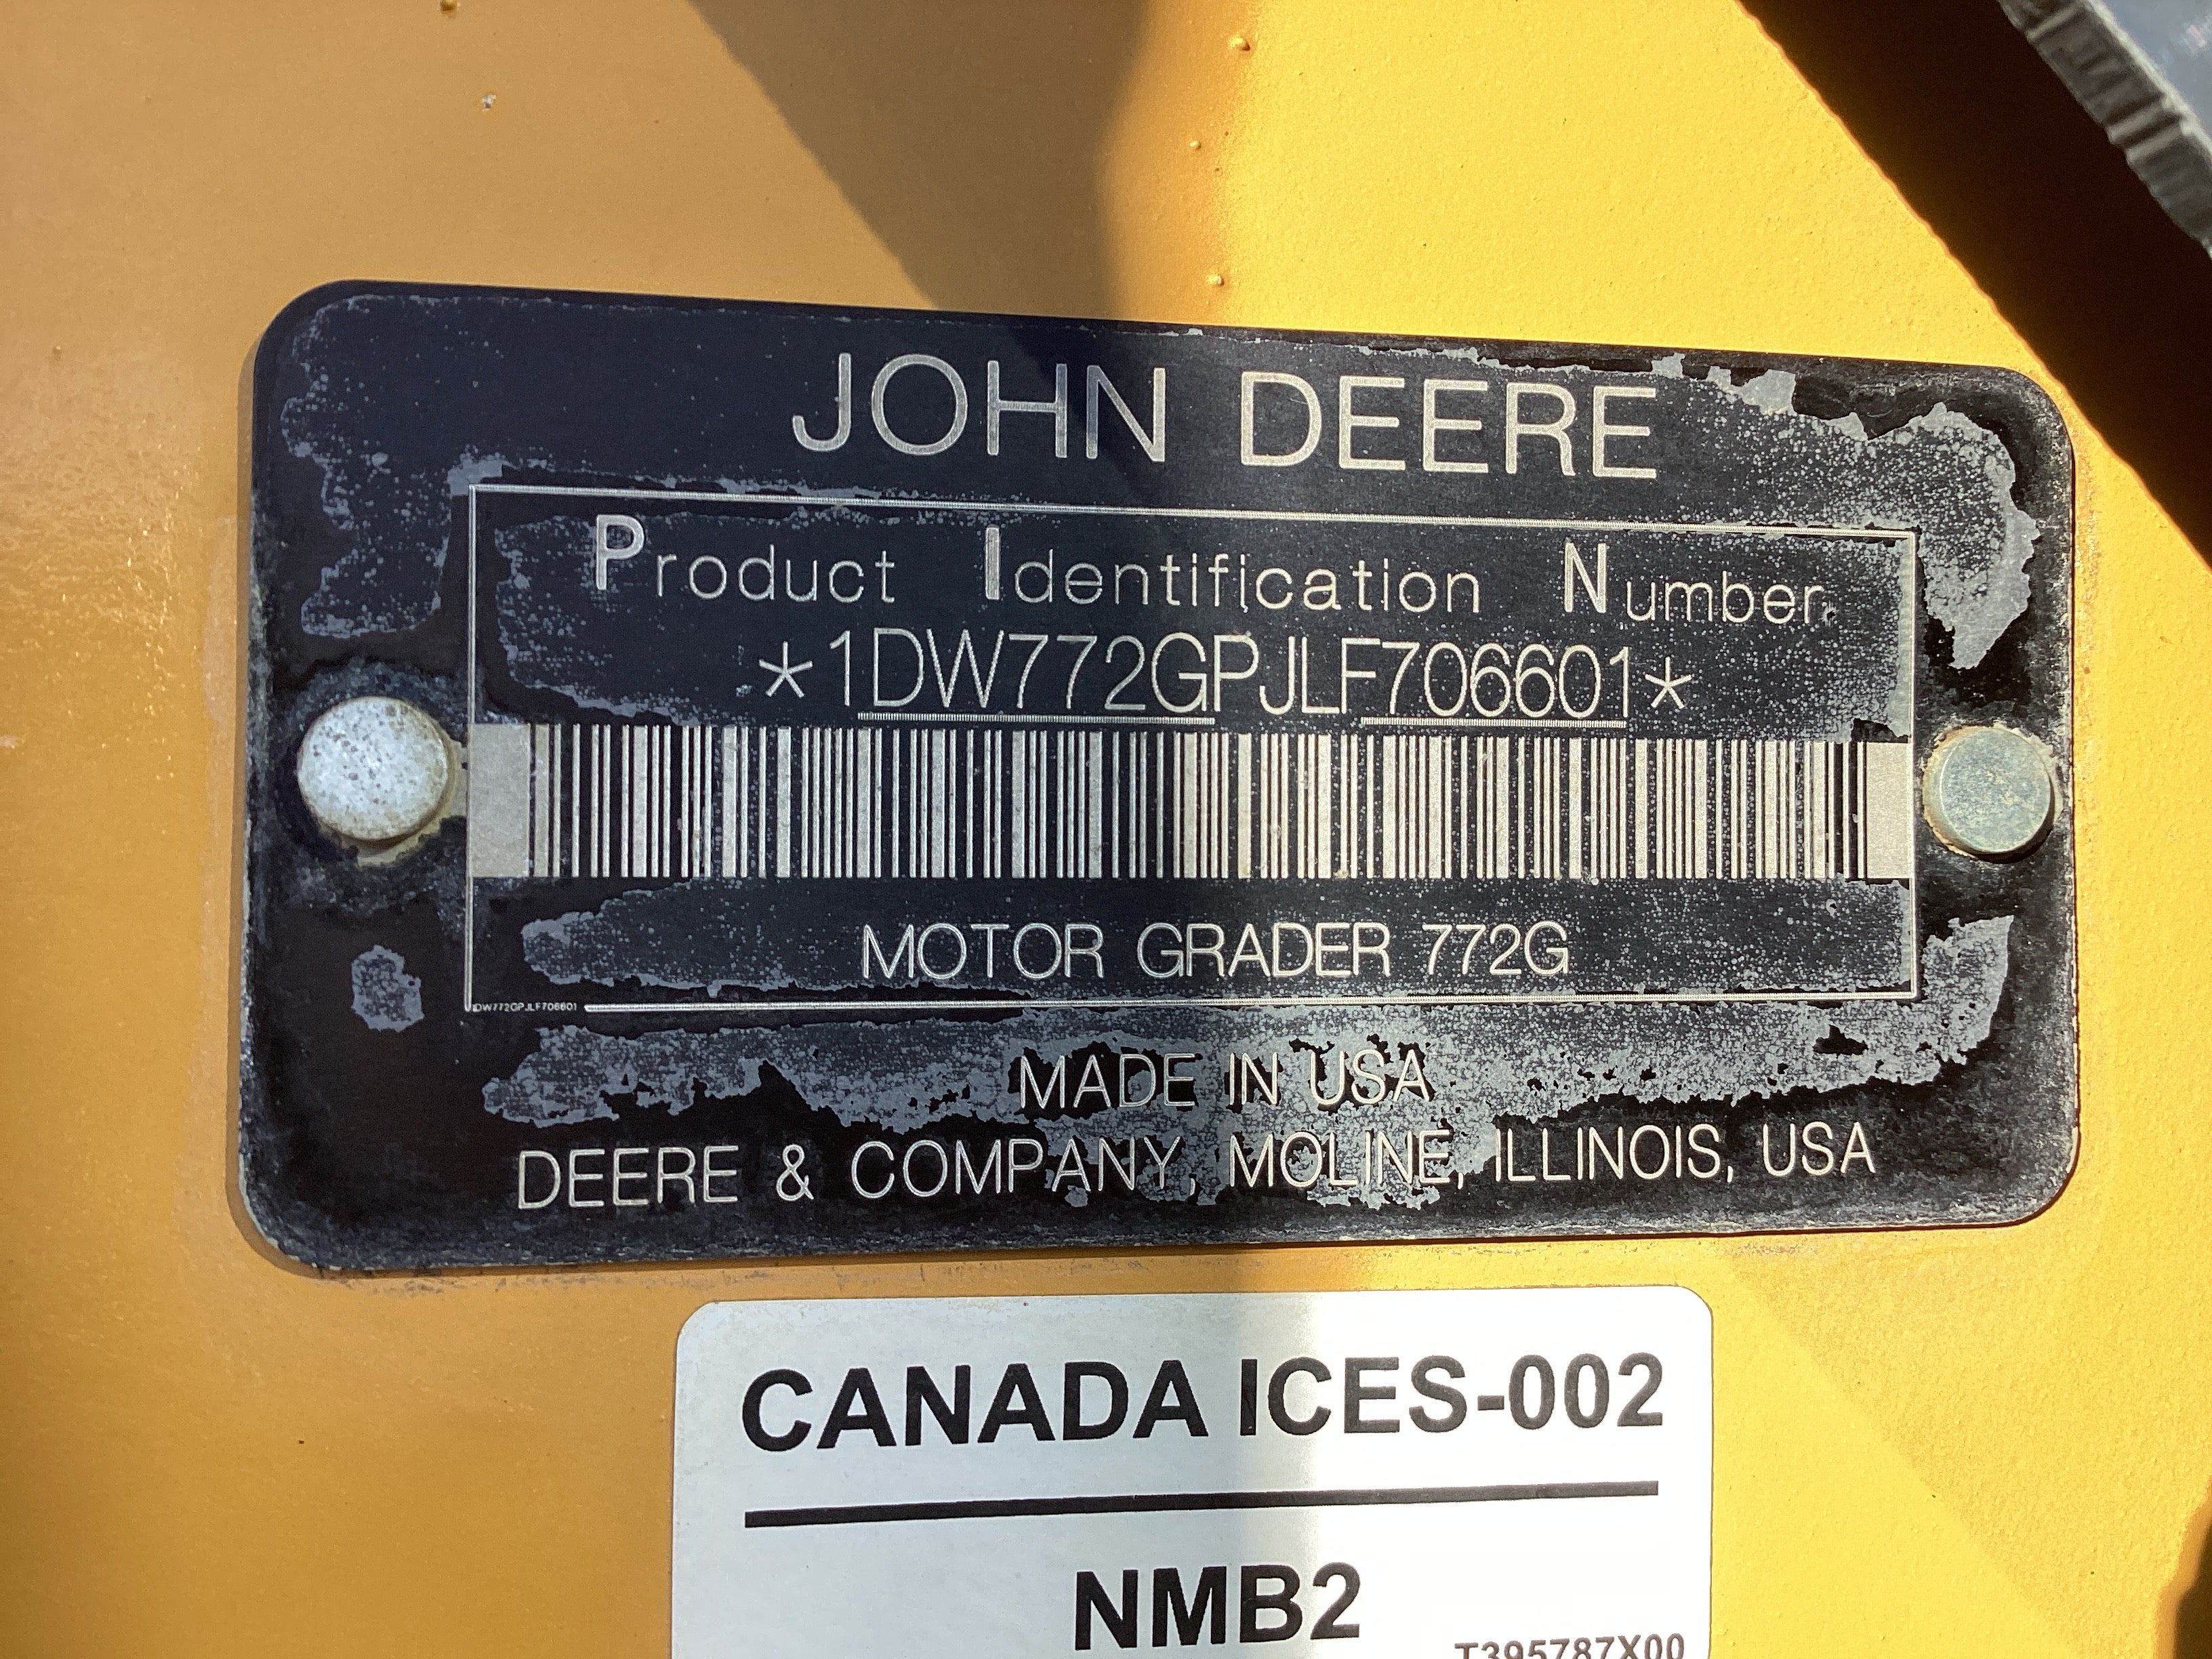 JOHN DEERE
Product Identification Number
*1DW772GPJLF706601*
MOTOR GRADER 772G
1DW772GPJLF706601
MADE IN USA
DEERE & COMPANY, MOLINE, ILLINOIS, USA
CANADA ICES-002
NMB2
T395787X00